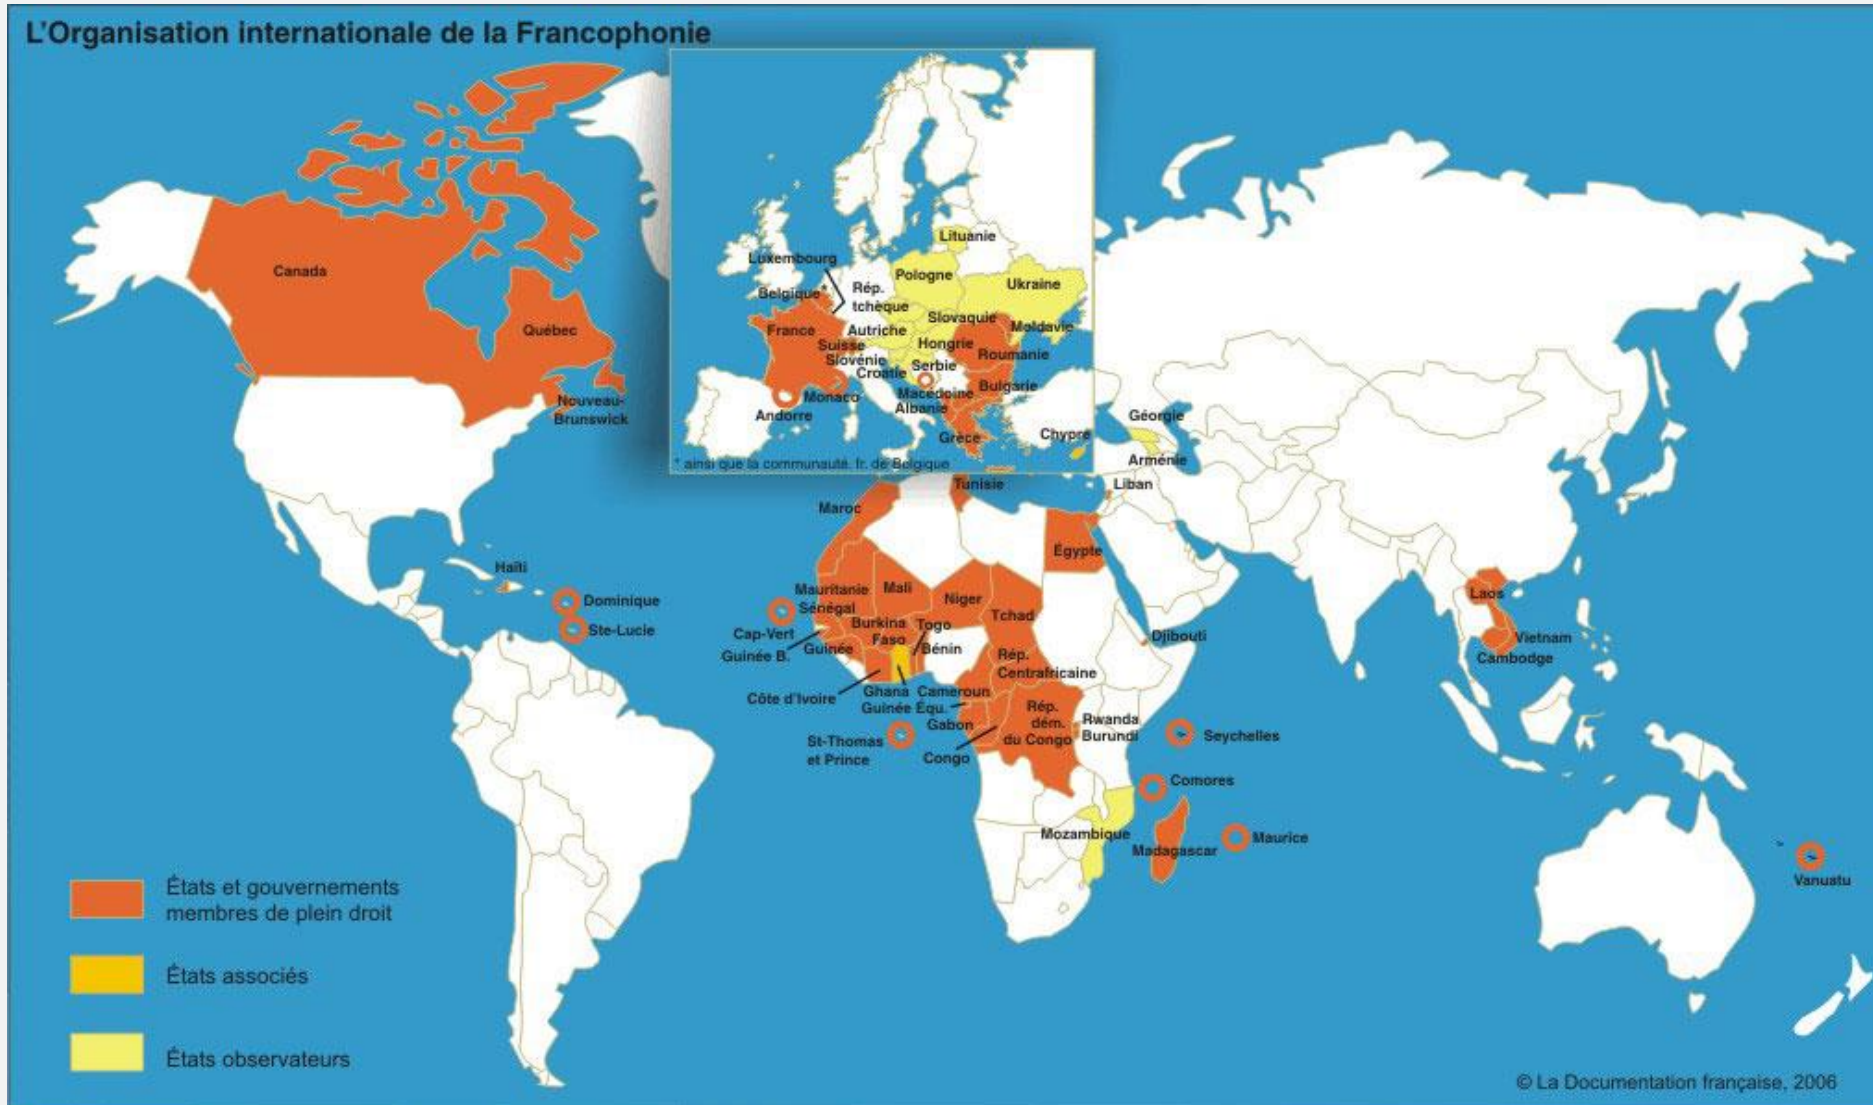 L'Organisation internationale de la Francophonie
Canada
Québec
Nouveau-
Brunswick
Lituanie
Luxembourg
Pologne
Belgique*
Rép.
tchèque
Ukraine
France
Autriche
Slovaquie
Moldavie
Suisse
Hongrie
Slovénie
Roumanie
Croatie
Serbie
Monaco
Macédoine
Bulgarie
Andorre
Albanie
Grèce
Chypre
* ainsi que la communauté. fr. de Belgique
Géorgie
Arménie
Liban
Tunisie
Maroc
Égypte
Haïti
Dominique
Ste-Lucie
Mauritanie
Mali
Niger
Tchad
Sénégal
Cap-Vert
Burkina
Faso
Togo
Guinée B.
Guinée
Bénin
Djibouti
Rép.
Centrafricaine
Côte d'Ivoire
Ghana
Cameroun
Guinée Équ.
Gabon
Rép.
dém.
du Congo
Rwanda
Burundi
St-Thomas
et Prince
Congo
Seychelles
Comores
Mozambique
Madagascar
Maurice
Laos
Vietnam
Cambodge
Vanuatu
États et gouvernements
membres de plein droit
États associés
États observateurs
© La Documentation française, 2006